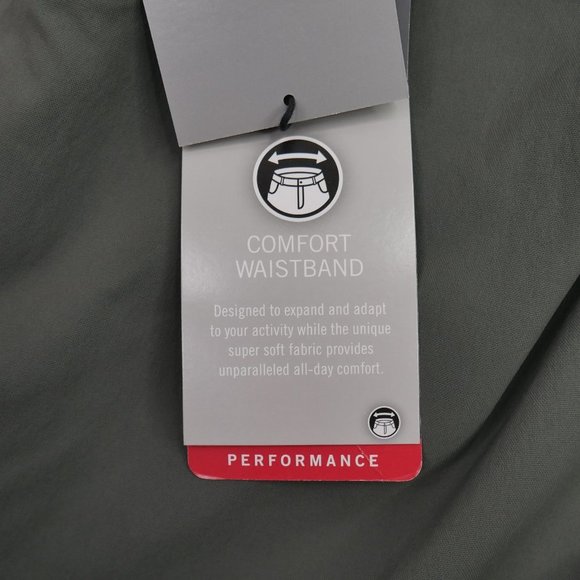 COMFORT
WAISTBAND
Designed to expand and adapt
to your activity while the unique
super soft fabric provides
unparalleled all-day comfort.
PERFORMANCE